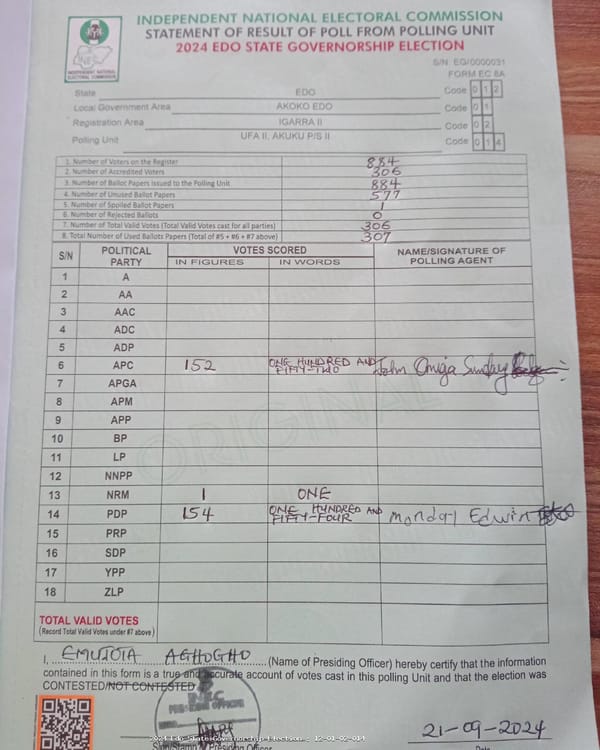 INDEPENDENT NATIONAL ELECTORAL COMMISSION
STATEMENT OF RESULT OF POLL FROM POLLING UNIT
2024 EDO STATE GOVERNORSHIP ELECTION
INEC
INDEPENDENT NATIONAL
ELECTORAL COMMISSION
S/N EG/0000031
FORM EC 8A
State EDO Code 0 1 2
Local Government Area AKOKO EDO Code 0 1
Registration Area IGARRA II Code 0 2
Polling Unit UFA II, AKUKU P/S II Code 0 1 4
1. Number of Voters on the Register 884
2. Number of Accredited Voters 306
3. Number of Ballot Papers Issued to the Polling Unit 884
4. Number of Unused Ballot Papers 577
5. Number of Spoiled Ballot Papers 1
6. Number of Rejected Ballots 0
7. Number of Total Valid Votes (Total Valid Votes cast for all parties) 306
8. Total Number of Used Ballots Papers (Total of #5 + #6 + #7 above) 307
S/N POLITICAL PARTY VOTES SCORED NAME/SIGNATURE OF POLLING AGENT
IN FIGURES IN WORDS
1 A
2 AA
3 AAC
4 ADC
5 ADP
6 APC 152 ONE HUNDRED AND FIFTY-TWO John Sunday
7 APGA
8 APM
9 APP
10 BP
11 LP
12 NNPP
13 NRM 1 ONE
14 PDP 154 ONE HUNDRED AND FIFTY-FOUR Monday Edwin
15 PRP
16 SDP
17 YPP
18 ZLP
ORIGINAL
TOTAL VALID VOTES
(Record Total Valid Votes under #7 above)
I, AGHOGHO (Name of Presiding Officer) hereby certify that the information
contained in this form is a true and accurate account of votes cast in this polling Unit and that the election was
CONTESTED/NOT CONTESTED
INEC
PRESIDING OFFICER
2024 Edo State Governorship Election - 12-01-02-014
21-09-2024
Presiding Officer
Date